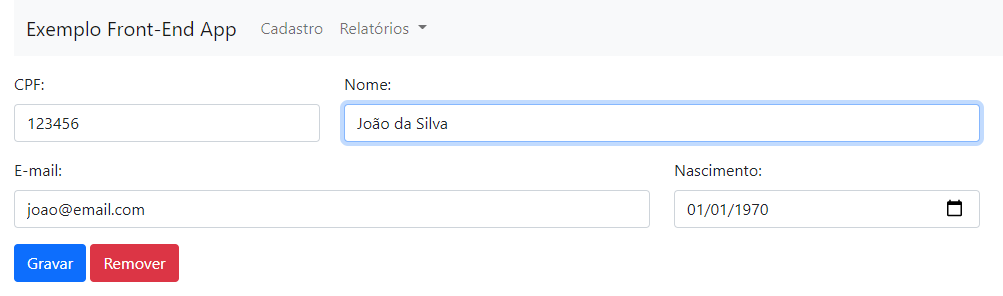 Exemplo Front-End App Cadastro Relatórios
CPF: Nome:
123456 João da Silva
E-mail: Nascimento:
joao@email.com 01/01/1970
Gravar Remover